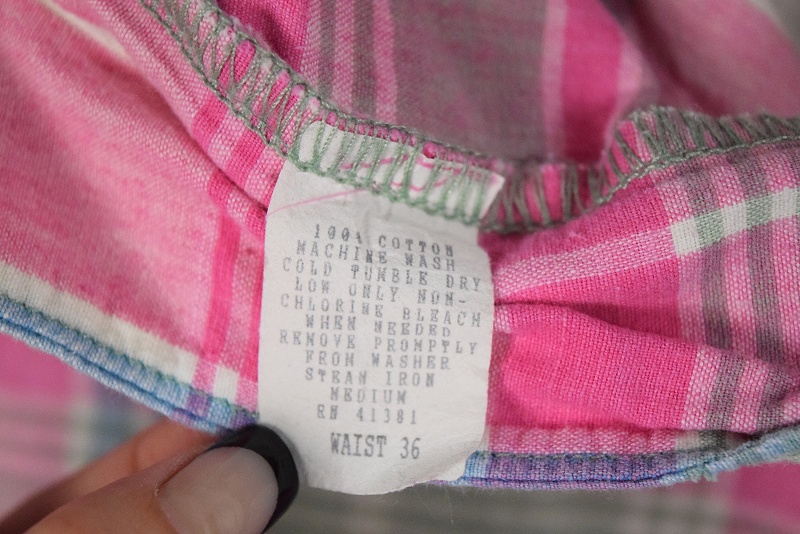 100% COTTON
MACHINE WASH
COLD TUMBLE DRY
LOW ONLY NON-
CHLORINE BLEACH
WHEN NEEDED
REMOVE PROMPTLY
FROM WASHER
STEAM IRON
MEDIUM
RN 41381
WAIST 36